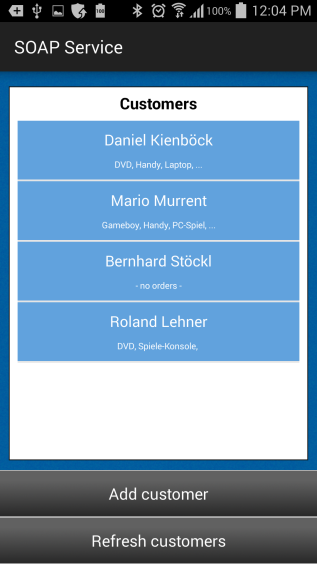 100% 12:04 PM
SOAP Service
Customers
Daniel Kienböck
DVD, Handy, Laptop, ...
Mario Murrent
Gameboy, Handy, PC-Spiel, ...
Bernhard Stöckl
- no orders -
Roland Lehner
DVD, Spiele-Konsole,
Add customer
Refresh customers